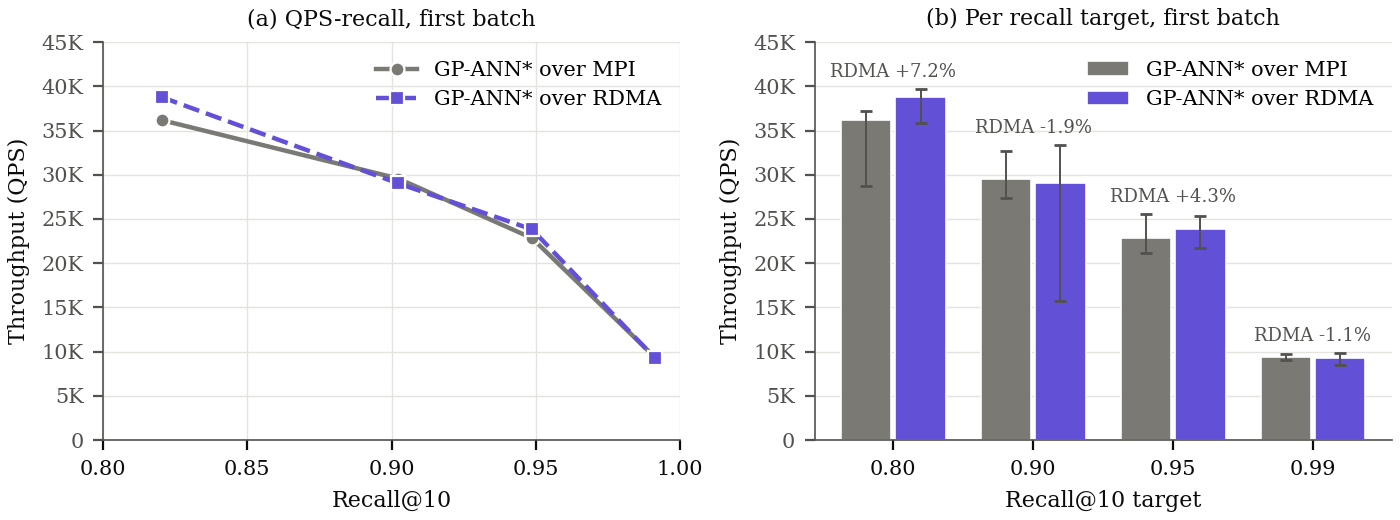 (a) QPS-recall, first batch
45K
40K
35K
30K
25K
20K
15K
10K
5K
0
Throughput (QPS)
GP-ANN* over MPI
GP-ANN* over RDMA
0.80
0.85
0.90
0.95
1.00
Recall@10
(b) Per recall target, first batch
45K
40K
35K
30K
25K
20K
15K
10K
5K
0
Throughput (QPS)
GP-ANN* over MPI
GP-ANN* over RDMA
RDMA +7.2%
RDMA -1.9%
RDMA +4.3%
RDMA -1.1%
0.80
0.90
0.95
0.99
Recall@10 target